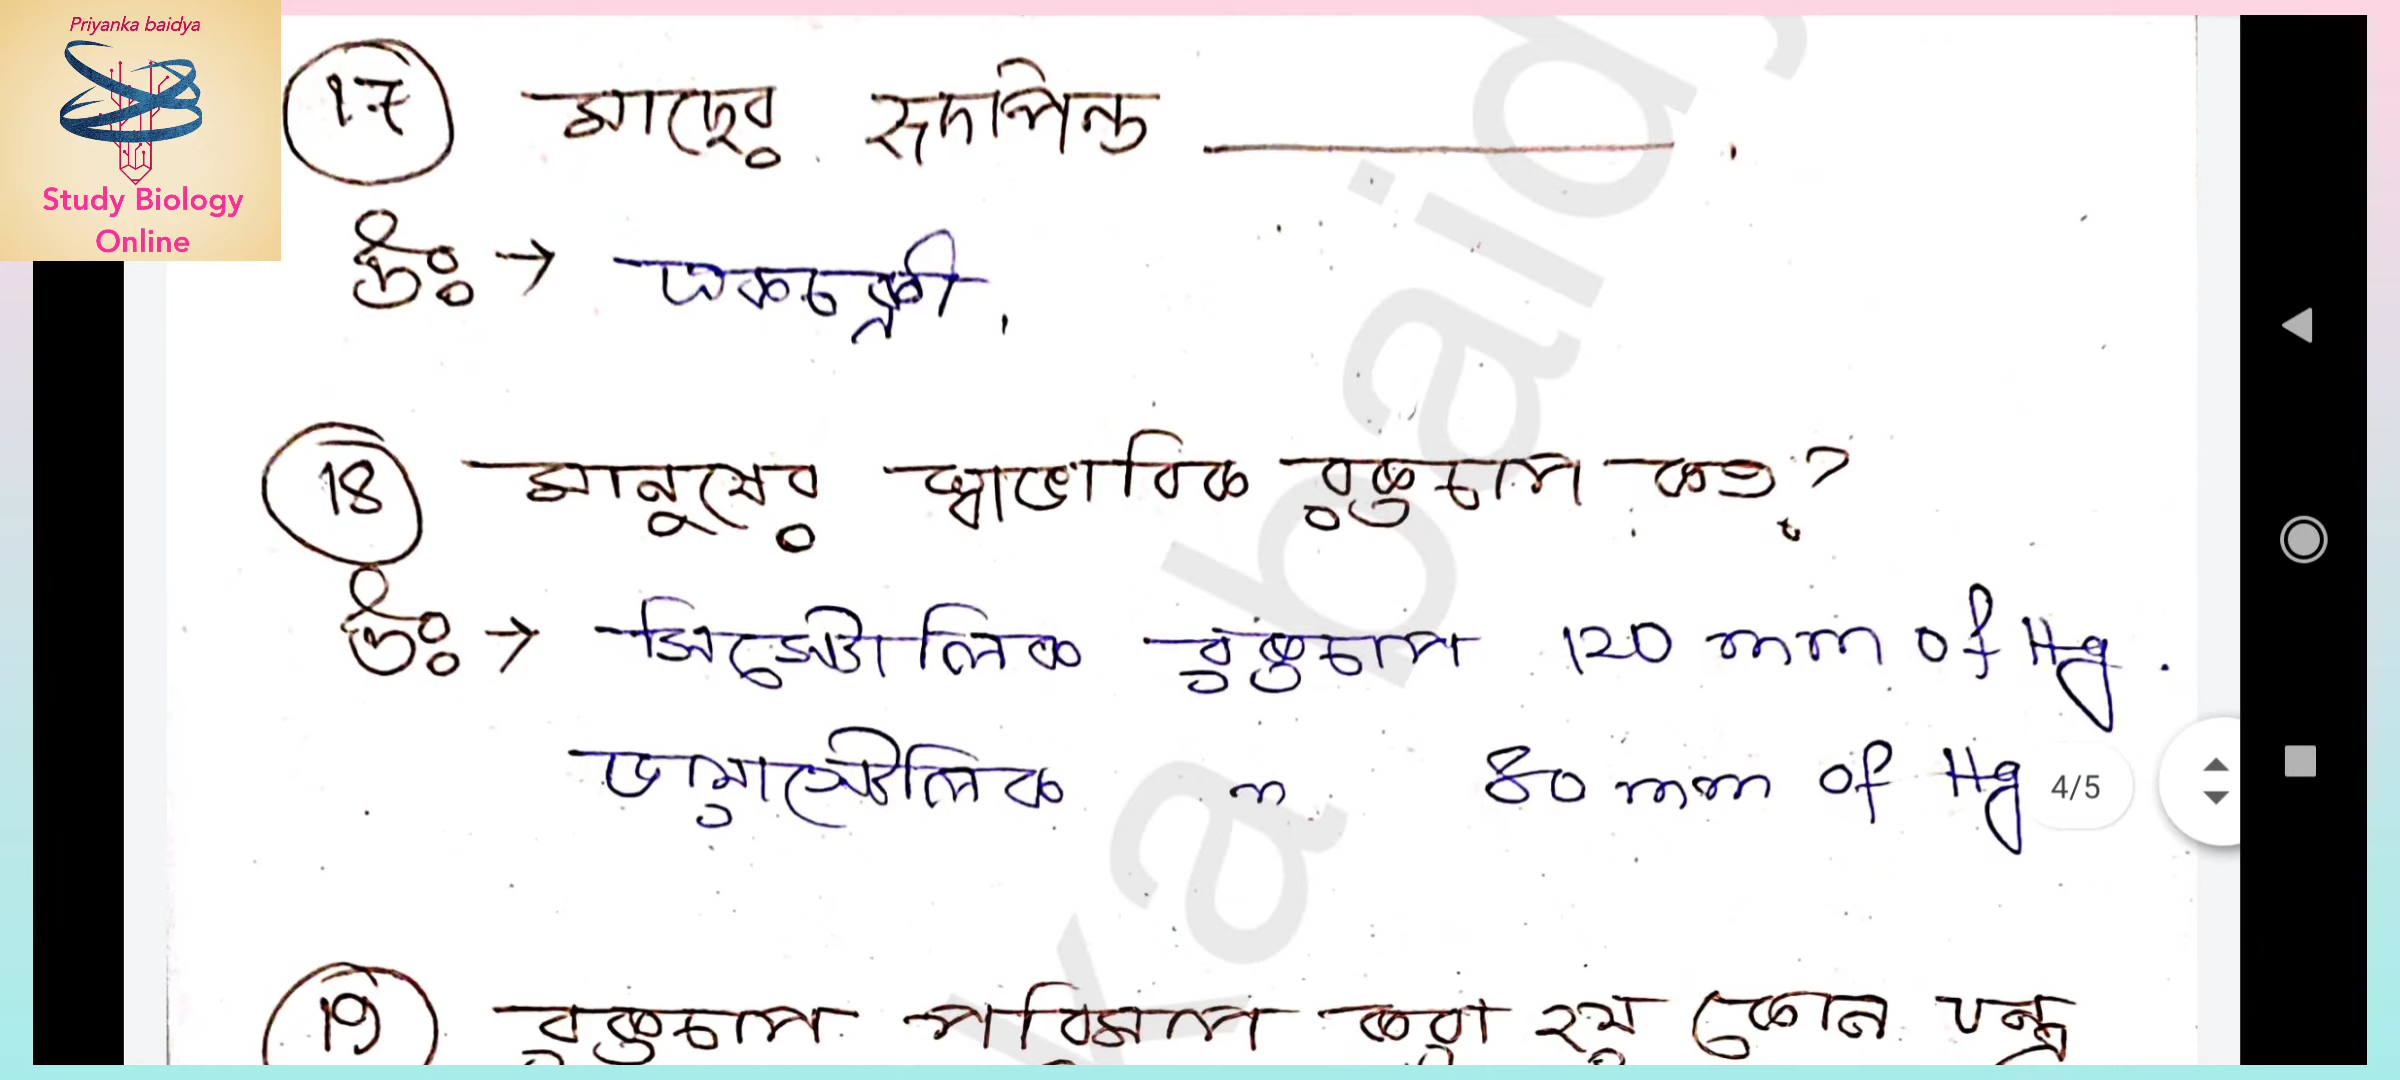 Priyanka baidya
Study Biology
Online
17 মাছের হৃদপিন্ড ________ .
উঃ → একচক্রী .
18 মানুষের স্বাভাবিক রক্তচাপ কত ?
উঃ → সিস্টোলিক রক্তচাপ 120 mm of Hg .
ডায়াস্টোলিক " 80 mm of Hg
4/5
19 রক্তচাপ পরিমাপ করা হয় কোন যন্ত্র